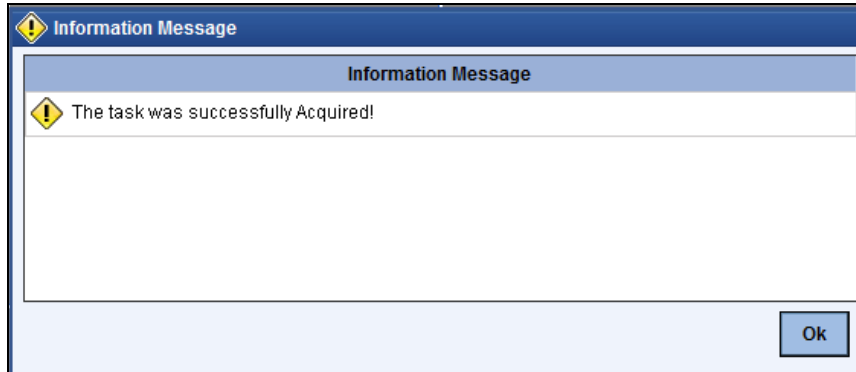 Information Message
Information Message
The task was successfully Acquired!
Ok